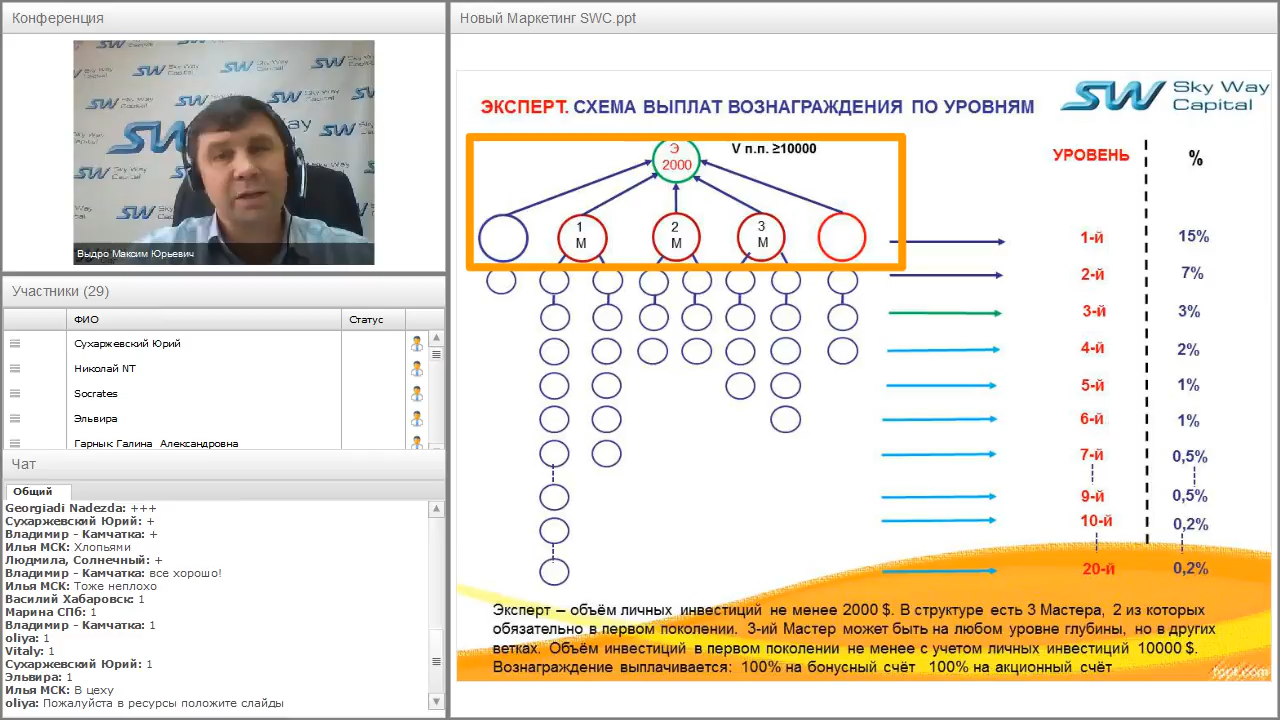 Конференция
SW Sky Way Capital
Выдро Максим Юрьевич
Участники (29)
ФИО
Статус
Сухаржевский Юрий
Николай NT
Socrates
Эльвира
Гарнык Галина Александровна
Чат
Общий
Georgiadi Nadezda: +++
Сухаржевский Юрий: +
Владимир - Камчатка: +
Илья МСК: Хлопьями
Людмила, Солнечный: +
Владимир - Камчатка: все хорошо!
Илья МСК: Тоже неплохо
Василий Хабаровск: 1
Марина СПб: 1
Владимир - Камчатка: 1
oliya: 1
Vitaly: 1
Сухаржевский Юрий: 1
Эльвира: 1
Илья МСК: В цеху
oliya: Пожалуйста в ресурсы положите слайды
Новый Маркетинг SWC.ppt
SW Sky Way
Capital
ЭКСПЕРТ. СХЕМА ВЫПЛАТ ВОЗНАГРАЖДЕНИЯ ПО УРОВНЯМ
Э
2000
V п.п. ≥10000
УРОВЕНЬ %
1
М
2
М
3
М
1-й 15%
2-й 7%
3-й 3%
4-й 2%
5-й 1%
6-й 1%
7-й 0,5%
9-й 0,5%
10-й 0,2%
20-й 0,2%
Эксперт – объём личных инвестиций не менее 2000 $. В структуре есть 3 Мастера, 2 из которых
обязательно в первом поколении. 3-ий Мастер может быть на любом уровне глубины, но в других
ветках. Объём инвестиций в первом поколении не менее с учетом личных инвестиций 10000 $.
Вознаграждение выплачивается: 100% на бонусный счёт 100% на акционный счёт
fppt.com